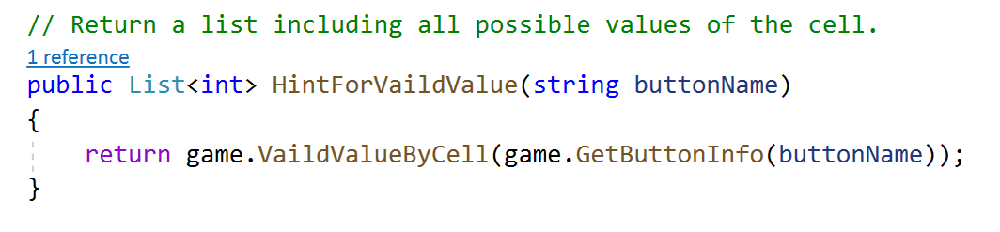 // Return a list including all possible values of the cell.
1 reference
public List<int> HintForVaildValue(string buttonName)
{
return game.VaildValueByCell(game.GetButtonInfo(buttonName));
}